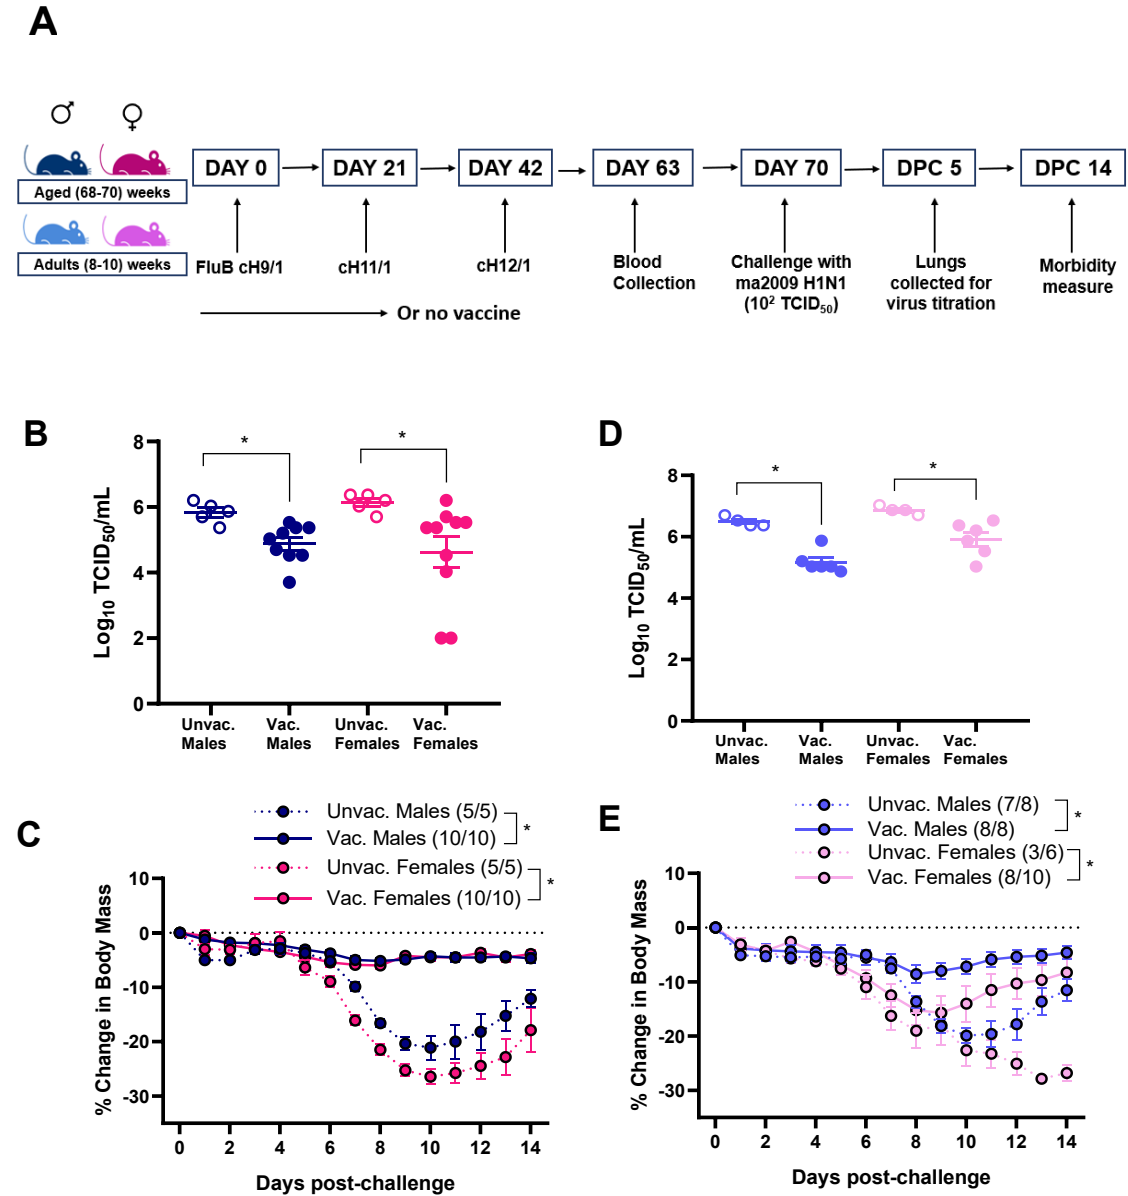 A
♂ ♀
Aged (68-70) weeks
Adults (8-10) weeks
DAY 0
DAY 21
DAY 42
DAY 63
DAY 70
DPC 5
DPC 14
FluB cH9/1
cH11/1
cH12/1
Blood
Collection
Challenge with
ma2009 H1N1
(10² TCID₅₀)
Lungs
collected for
virus titration
Morbidity
measure
Or no vaccine
B
Log₁₀ TCID₅₀/mL
8
6
4
2
0
*
*
Unvac.
Males
Vac.
Males
Unvac.
Females
Vac.
Females
D
Log₁₀ TCID₅₀/mL
8
6
4
2
0
*
*
Unvac.
Males
Vac.
Males
Unvac.
Females
Vac.
Females
C
Unvac. Males (5/5)
Vac. Males (10/10)
*
Unvac. Females (5/5)
Vac. Females (10/10)
*
% Change in Body Mass
10
0
-10
-20
-30
0 2 4 6 8 10 12 14
Days post-challenge
E
Unvac. Males (7/8)
Vac. Males (8/8)
*
Unvac. Females (3/6)
Vac. Females (8/10)
*
% Change in Body Mass
10
0
-10
-20
-30
0 2 4 6 8 10 12 14
Days post-challenge